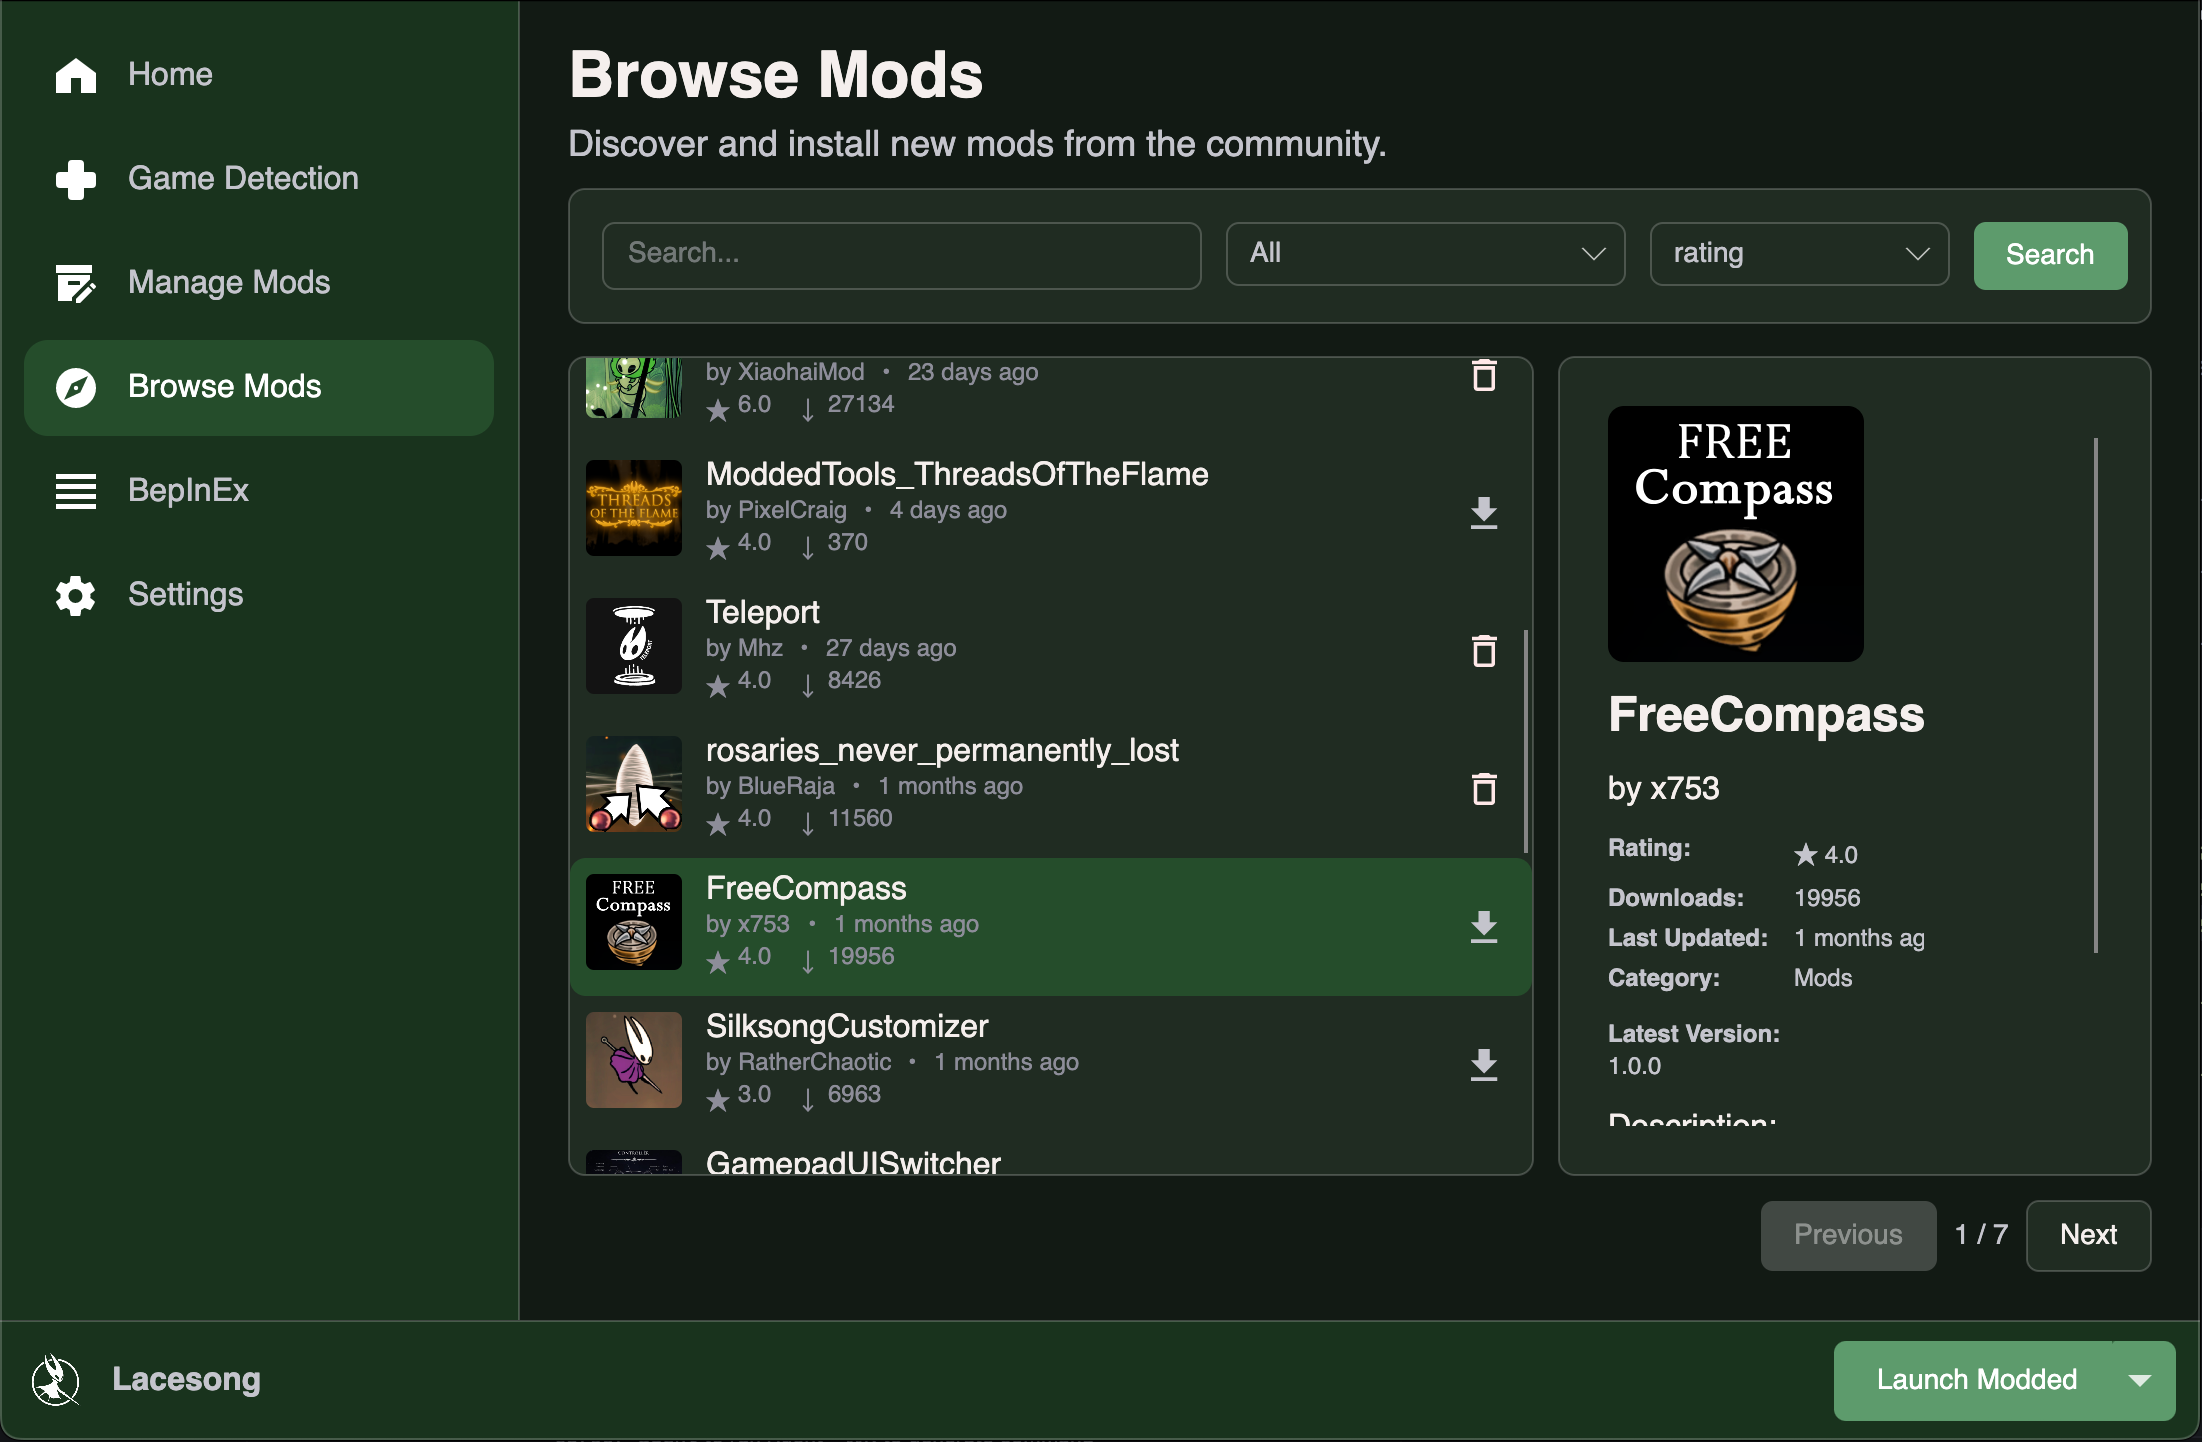 Home
Game Detection
Manage Mods
Browse Mods
BepInEx
Settings
Browse Mods
Discover and install new mods from the community.
Search...
All
rating
Search
by XiaohaiMod • 23 days ago
★ 6.0 ↓ 27134
THREADS
OF THE FLAME
ModdedTools_ThreadsOfTheFlame
by PixelCraig • 4 days ago
★ 4.0 ↓ 370
TELEPORT
Teleport
by Mhz • 27 days ago
★ 4.0 ↓ 8426
rosaries_never_permanently_lost
by BlueRaja • 1 months ago
★ 4.0 ↓ 11560
FREE
Compass
FreeCompass
by x753 • 1 months ago
★ 4.0 ↓ 19956
SilksongCustomizer
by RatherChaotic • 1 months ago
★ 3.0 ↓ 6963
CONTROLLER
GamepadUISwitcher
FREE
Compass
FreeCompass
by x753
Rating: ★ 4.0
Downloads: 19956
Last Updated: 1 months ag
Category: Mods
Latest Version:
1.0.0
Description:
Previous
1 / 7
Next
Lacesong
Launch Modded